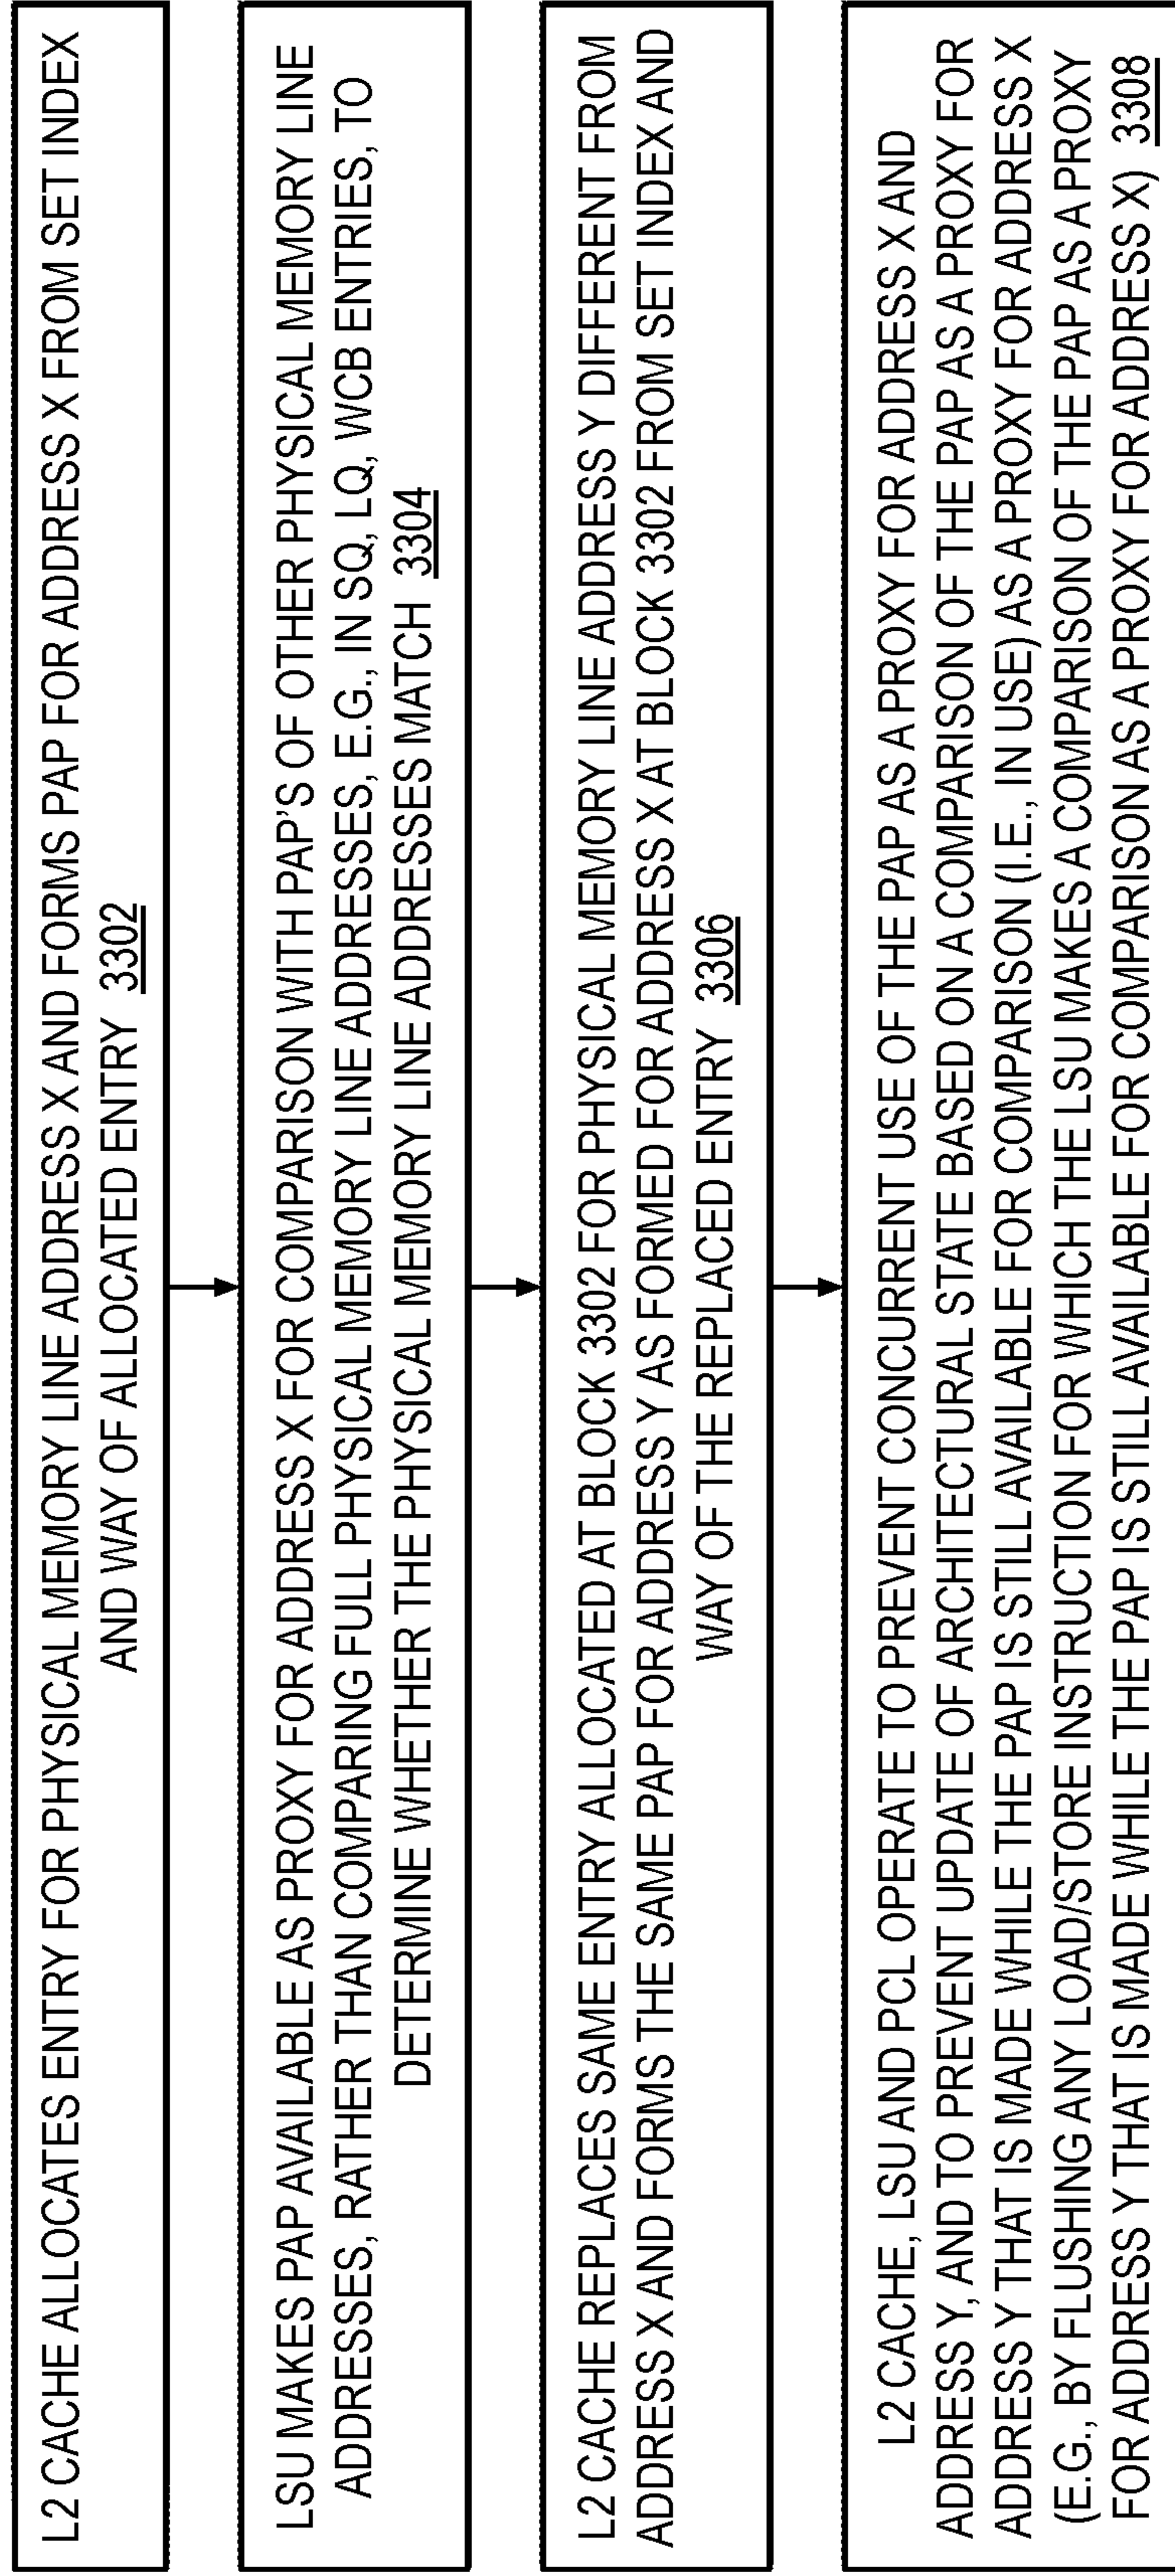 L2 CACHE ALLOCATES ENTRY FOR PHYSICAL MEMORY LINE ADDRESS X AND FORMS PAP FOR ADDRESS X FROM SET INDEX
AND WAY OF ALLOCATED ENTRY 3302
LSU MAKES PAP AVAILABLE AS PROXY FOR ADDRESS X FOR COMPARISON WITH PAP'S OF OTHER PHYSICAL MEMORY LINE
ADDRESSES, RATHER THAN COMPARING FULL PHYSICAL MEMORY LINE ADDRESSES, E.G., IN SQ, LQ, WCB ENTRIES, TO
DETERMINE WHETHER THE PHYSICAL MEMORY LINE ADDRESSES MATCH 3304
L2 CACHE REPLACES SAME ENTRY ALLOCATED AT BLOCK 3302 FOR PHYSICAL MEMORY LINE ADDRESS Y DIFFERENT FROM
ADDRESS X AND FORMS THE SAME PAP FOR ADDRESS Y AS FORMED FOR ADDRESS X AT BLOCK 3302 FROM SET INDEX AND
WAY OF THE REPLACED ENTRY 3306
L2 CACHE, LSU AND PCL OPERATE TO PREVENT CONCURRENT USE OF THE PAP AS A PROXY FOR ADDRESS X AND
ADDRESS Y, AND TO PREVENT UPDATE OF ARCHITECTURAL STATE BASED ON A COMPARISON OF THE PAP AS A PROXY FOR
ADDRESS Y THAT IS MADE WHILE THE PAP IS STILL AVAILABLE FOR COMPARISON (I.E., IN USE) AS A PROXY FOR ADDRESS X
(E.G., BY FLUSHING ANY LOAD/STORE INSTRUCTION FOR WHICH THE LSU MAKES A COMPARISON OF THE PAP AS A PROXY
FOR ADDRESS Y THAT IS MADE WHILE THE PAP IS STILL AVAILABLE FOR COMPARISON AS A PROXY FOR ADDRESS X) 3308